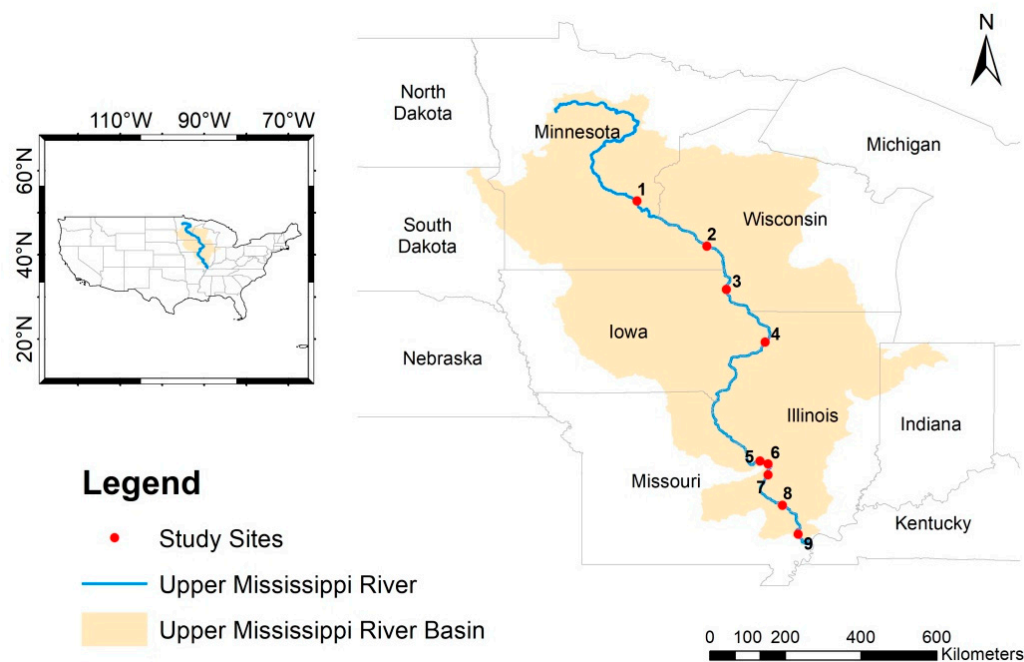 N
North
Dakota
Minnesota
Michigan
110°W 90°W 70°W
60°N
40°N
20°N
1
South
Dakota
Wisconsin
2
3
Iowa
4
Nebraska
Illinois
Indiana
5
6
Missouri
7
8
Kentucky
9
Legend
Study Sites
Upper Mississippi River
Upper Mississippi River Basin
0 100 200 400 600
Kilometers